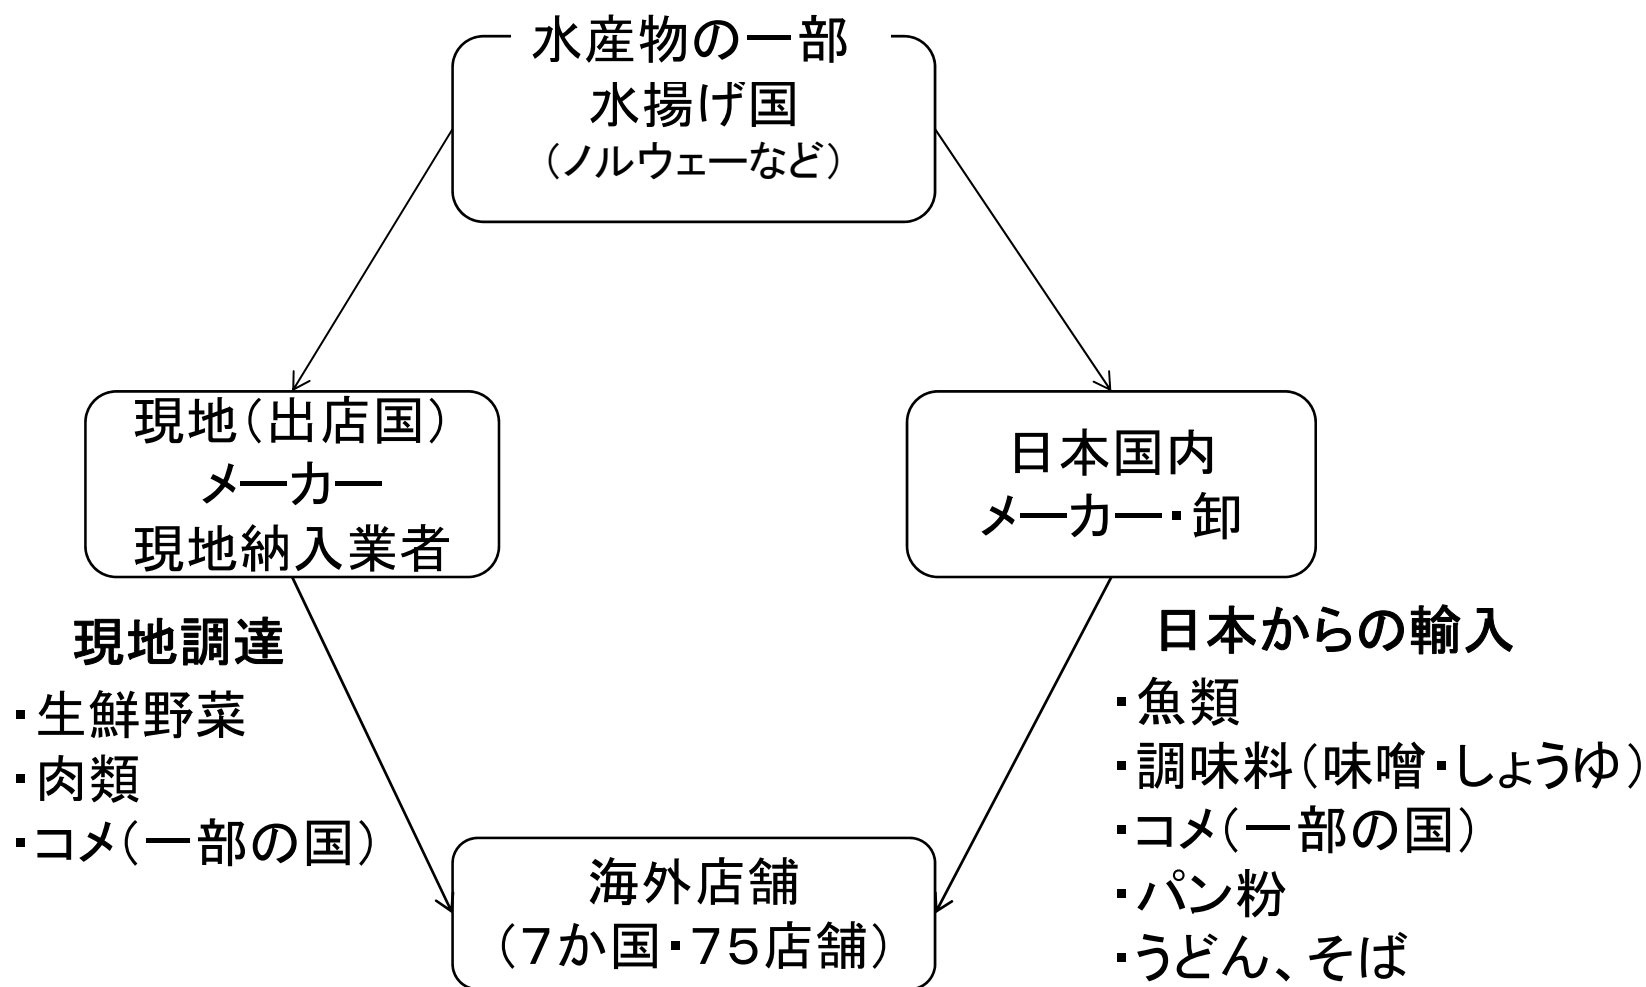 水産物の一部
水揚げ国
（ノルウェーなど）
現地（出店国）
メーカー
現地納入業者
日本国内
メーカー・卸
現地調達
・生鮮野菜
・肉類
・コメ（一部の国）
日本からの輸入
・魚類
・調味料（味噌・しょうゆ）
・コメ（一部の国）
・パン粉
・うどん、そば
海外店舗
（７か国・７５店舗）